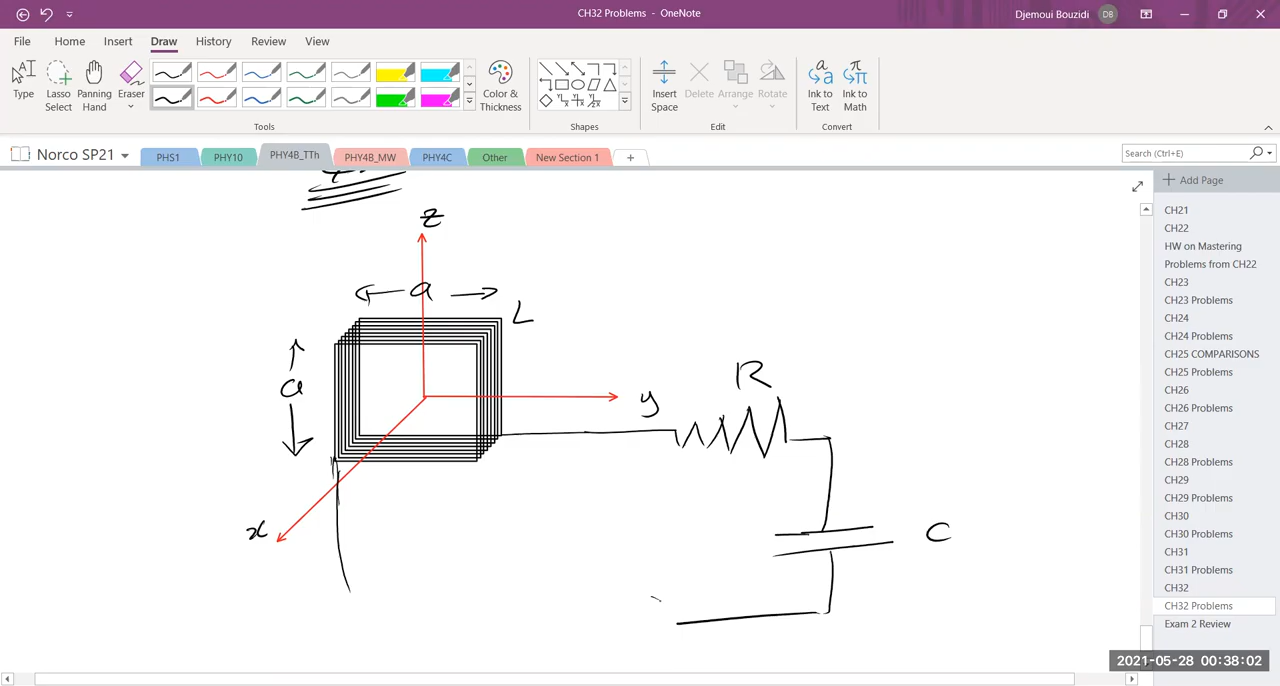 CH32 Problems - OneNote
Djemoui Bouzidi DB
File Home Insert Draw History Review View
Type Lasso Select Panning Hand Eraser Color & Thickness Insert Space Delete Arrange Rotate Ink to Text Ink to Math
Tools Shapes Edit Convert
Norco SP21 PHS1 PHY10 PHY4B_TTh PHY4B_MW PHY4C Other New Section 1 Search (Ctrl+E)
Add Page
CH21
CH22
HW on Mastering
Problems from CH22
CH23
CH23 Problems
CH24
CH24 Problems
CH25 COMPARISONS
CH25 Problems
CH26
CH26 Problems
CH27
CH28
CH28 Problems
CH29
CH29 Problems
CH30
CH30 Problems
CH31
CH31 Problems
CH32
CH32 Problems
Exam 2 Review
z
a
L
a
R
y
x
C
2021-05-28 00:38:02